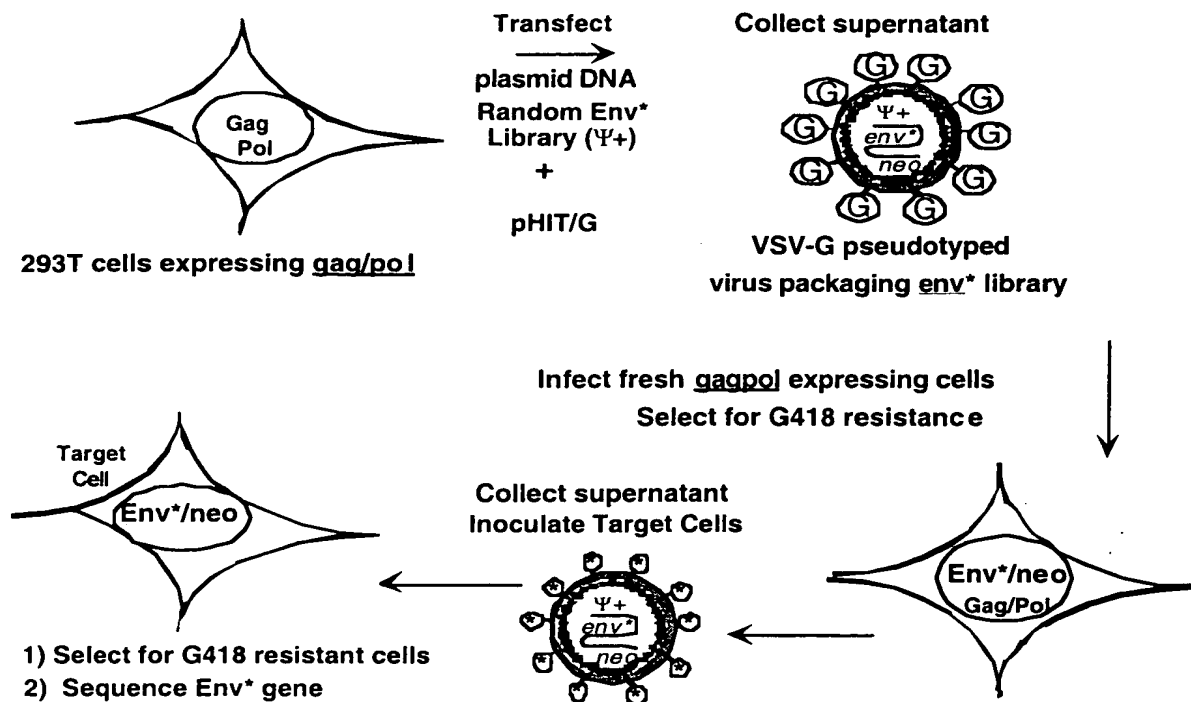 Gag
Pol
293T cells expressing gag/pol
Transfect
plasmid DNA
Random Env*
Library (Ψ+)
+
pHIT/G
Collect supernatant
G G G G G G G G G G
Ψ+
env*
neo
VSV-G pseudotyped
virus packaging env* library
Infect fresh gagpol expressing cells
Select for G418 resistance
Env*/neo
Gag/Pol
Collect supernatant
Inoculate Target Cells
* * * * * * * * * *
Ψ+
env*
neo
Target
Cell
Env*/neo
1) Select for G418 resistant cells
2) Sequence Env* gene